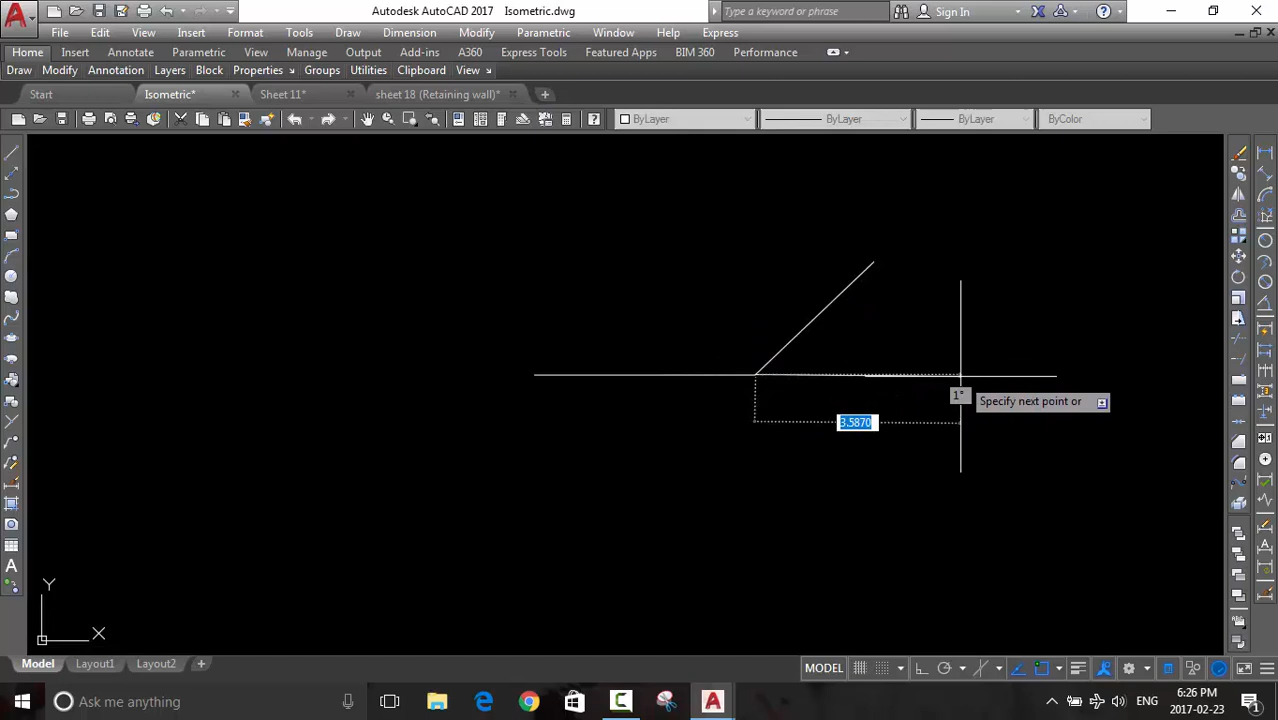 Autodesk AutoCAD 2017 Isometric.dwg
Type a keyword or phrase
Sign In
File Edit View Insert Format Tools Draw Dimension Modify Parametric Window Help Express
Home Insert Annotate Parametric View Manage Output Add-ins A360 Express Tools Featured Apps BIM 360 Performance
Draw Modify Annotation Layers Block Properties Groups Utilities Clipboard View
Start Isometric* Sheet 11* sheet 18 (Retaining wall)*
ByLayer ByLayer ByLayer ByColor
1° Specify next point or
3.5870
Y
X
A
Model Layout1 Layout2
MODEL
Ask me anything
ENG
6:26 PM
2017-02-23